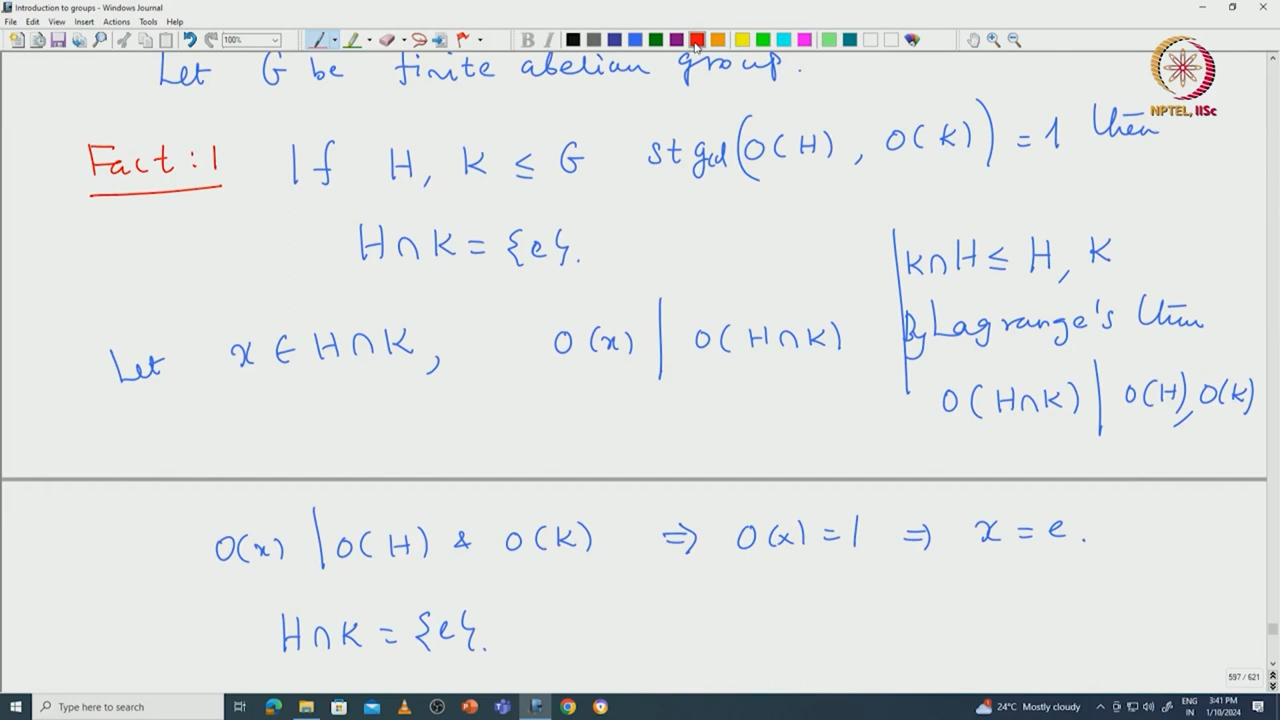 Introduction to groups - Windows Journal
File Edit View Insert Actions Tools Help
100%
B I
NPTEL, IISc
Let G be finite abelian group.
Fact : 1 If H, K ≤ G st gcd(O(H), O(K)) = 1 then
H∩K = {e}.
K∩H ≤ H, K
By Lagrange's thm
Let x ∈ H∩K, O(x) | O(H∩K)
O(H∩K) | O(H), O(K)
O(x) | O(H) & O(K) ⇒ O(x) = 1 ⇒ x = e.
H∩K = {e}.
597 / 621
Type here to search
24°C Mostly cloudy
ENG
IN
3:41 PM
1/10/2024